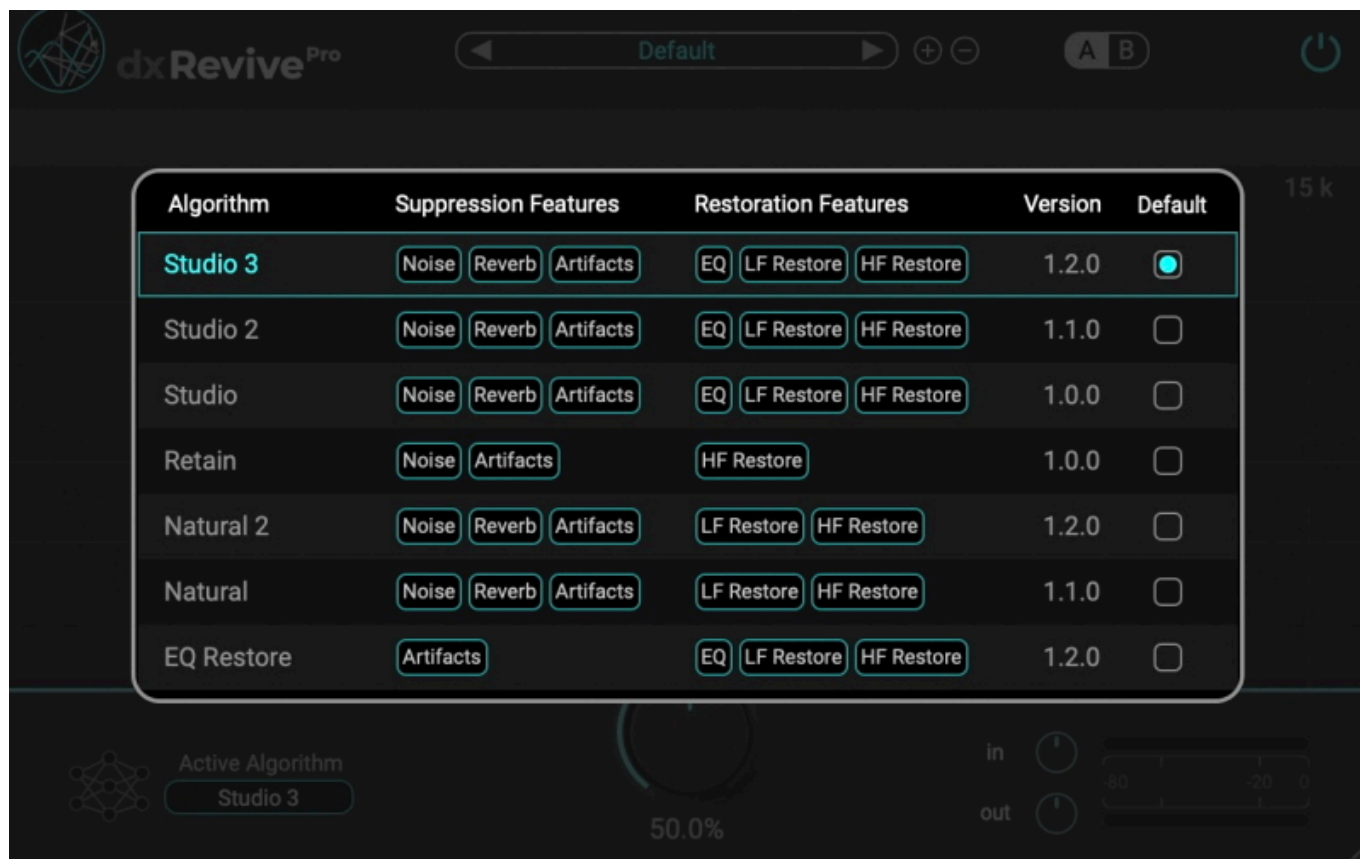 dxRevive Pro Default A B
15 k
Algorithm Suppression Features Restoration Features Version Default
Studio 3 Noise Reverb Artifacts EQ LF Restore HF Restore 1.2.0
Studio 2 Noise Reverb Artifacts EQ LF Restore HF Restore 1.1.0
Studio Noise Reverb Artifacts EQ LF Restore HF Restore 1.0.0
Retain Noise Artifacts HF Restore 1.0.0
Natural 2 Noise Reverb Artifacts LF Restore HF Restore 1.2.0
Natural Noise Reverb Artifacts LF Restore HF Restore 1.1.0
EQ Restore Artifacts EQ LF Restore HF Restore 1.2.0
Active Algorithm in
-80 -20 0
Studio 3 out
50.0%